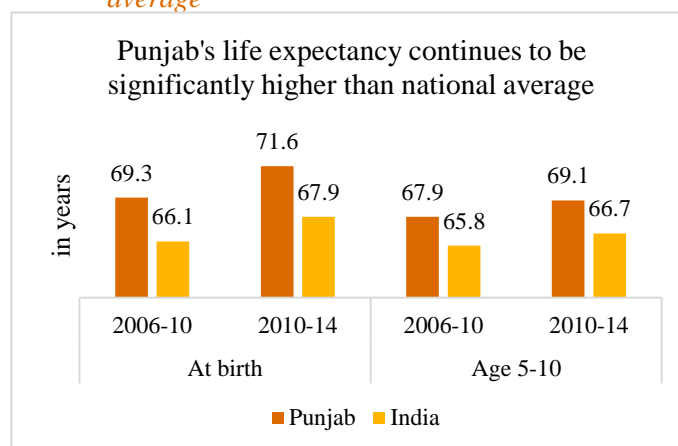 average
Punjab's life expectancy continues to be
significantly higher than national average
in years
69.3
66.1
71.6
67.9
67.9
65.8
69.1
66.7
2006-10
2010-14
2006-10
2010-14
At birth
Age 5-10
Punjab
India